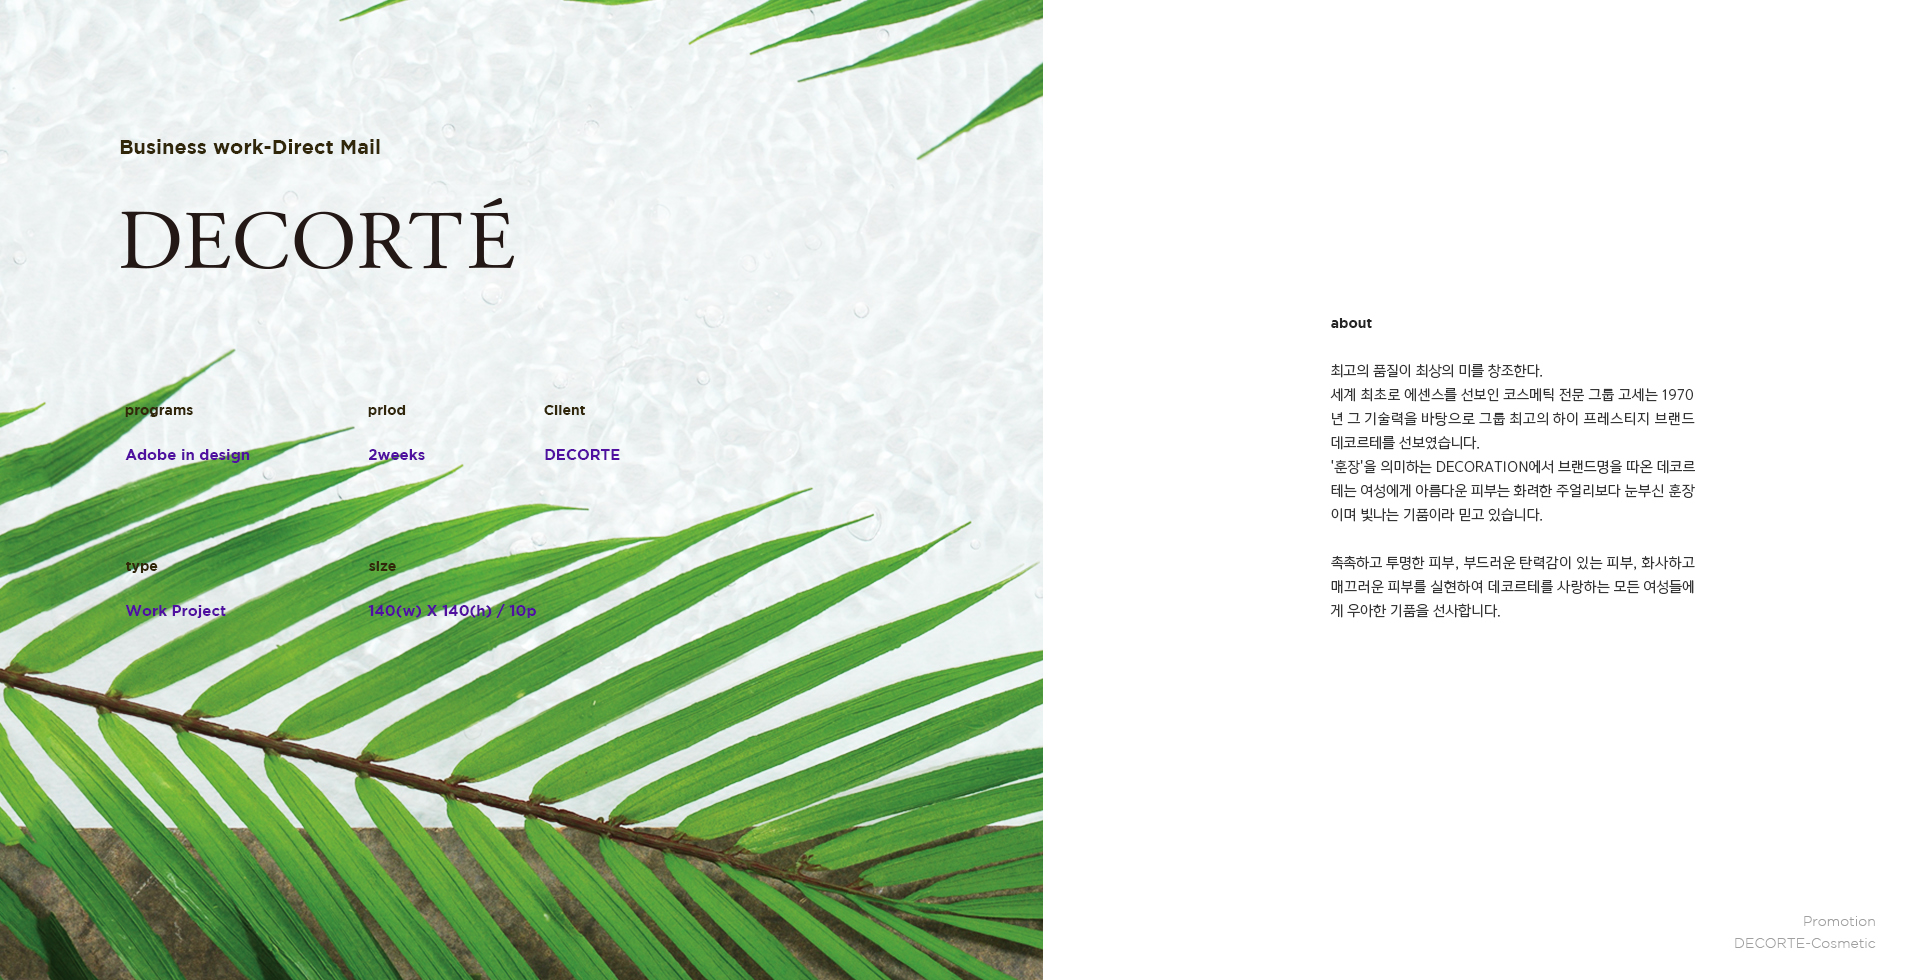 Business work-Direct Mail
DECORTÉ
programs
priod
Client
Adobe in design
2weeks
DECORTE
type
size
Work Project
140(w) X 140(h) / 10p
about
최고의 품질이 최상의 미를 창조한다.
세계 최초로 에센스를 선보인 코스메틱 전문 그룹 고세는 1970
년 그 기술력을 바탕으로 그룹 최고의 하이 프레스티지 브랜드
데코르테를 선보였습니다.
'훈장'을 의미하는 DECORATION에서 브랜드명을 따온 데코르
테는 여성에게 아름다운 피부는 화려한 주얼리보다 눈부신 훈장
이며 빛나는 기품이라 믿고 있습니다.
촉촉하고 투명한 피부, 부드러운 탄력감이 있는 피부, 화사하고
매끄러운 피부를 실현하여 데코르테를 사랑하는 모든 여성들에
게 우아한 기품을 선사합니다.
Promotion
DECORTE-Cosmetic